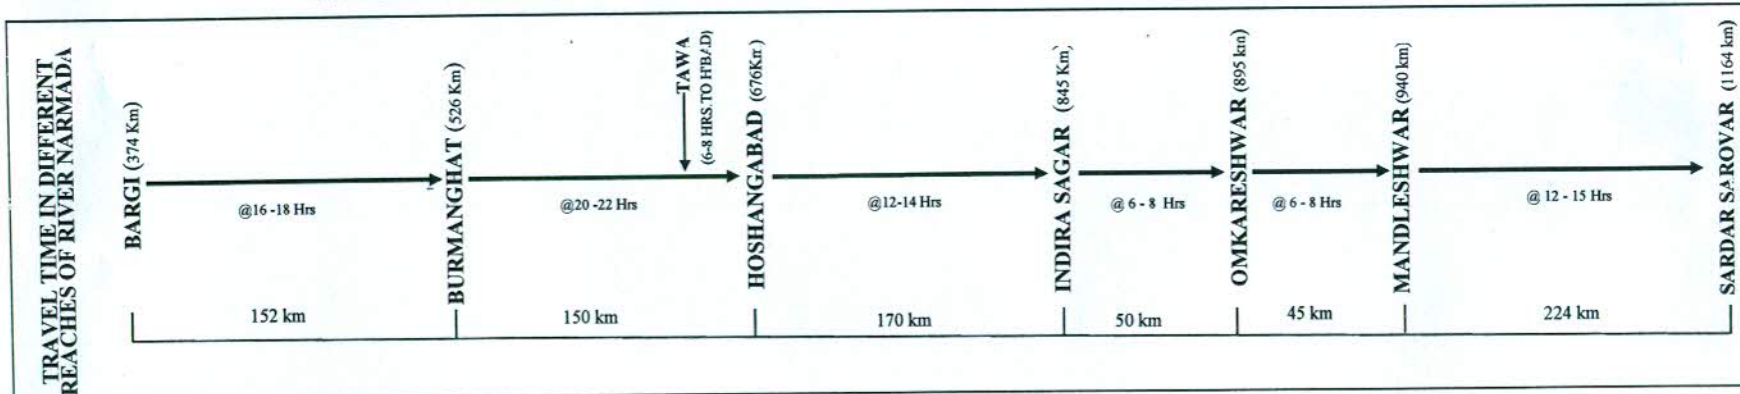 TRAVEL TIME IN DIFFERENT
REACHES OF RIVER NARMADA
BARGI (374 Km)
@16 -18 Hrs
BURMANGHAT (526 Km)
@20 -22 Hrs
TAWA
(6-8 HRS.TO H'BAD)
HOSHANGABAD (676Km)
@12-14 Hrs
INDIRA SAGAR (845 Km)
@ 6 - 8 Hrs
OMKARESHWAR (895 km)
@ 6 - 8 Hrs
MANDLESHWAR (940 km)
@ 12 - 15 Hrs
SARDAR SAROVAR (1164 km)
152 km
150 km
170 km
50 km
45 km
224 km